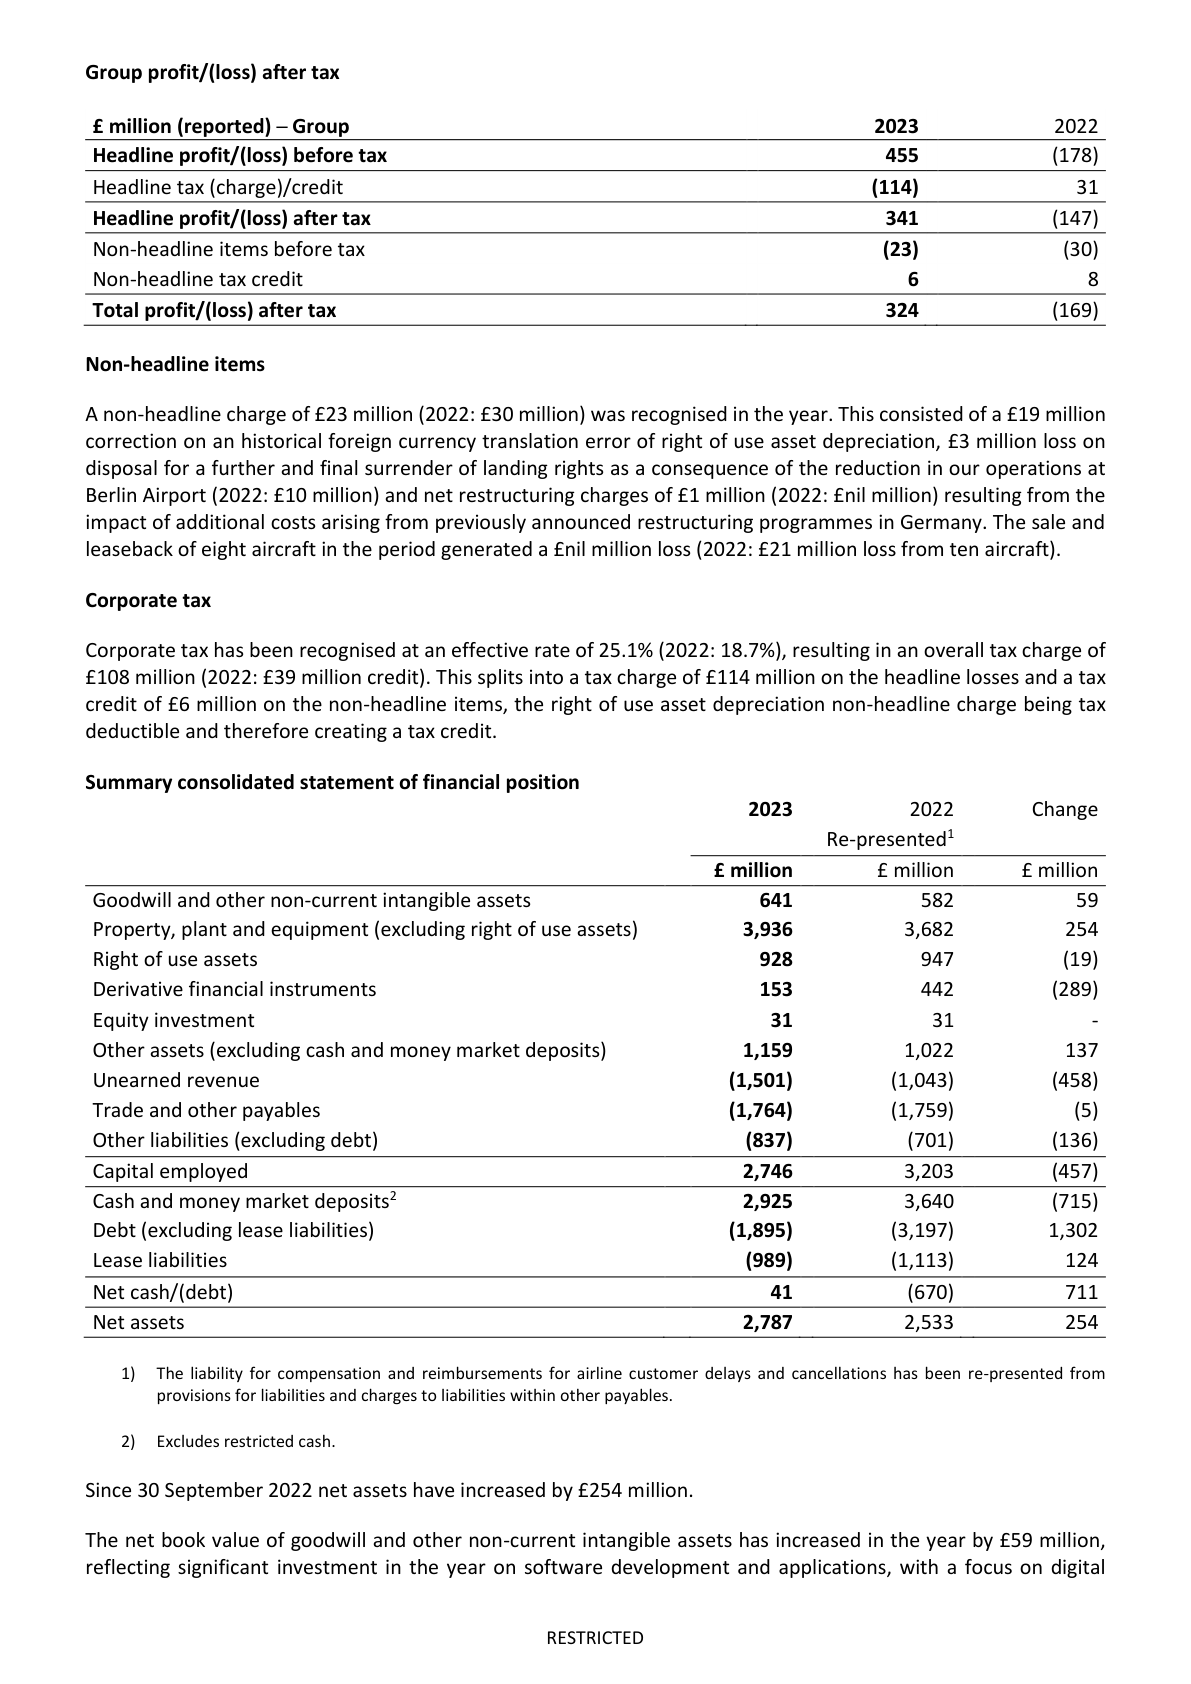 Group profit/(loss) after tax
£ million (reported) – Group 2023 2022
Headline profit/(loss) before tax 455 (178)
Headline tax (charge)/credit (114) 31
Headline profit/(loss) after tax 341 (147)
Non-headline items before tax (23) (30)
Non-headline tax credit 6 8
Total profit/(loss) after tax 324 (169)
Non-headline items
A non-headline charge of £23 million (2022: £30 million) was recognised in the year. This consisted of a £19 million
correction on an historical foreign currency translation error of right of use asset depreciation, £3 million loss on
disposal for a further and final surrender of landing rights as a consequence of the reduction in our operations at
Berlin Airport (2022: £10 million) and net restructuring charges of £1 million (2022: £nil million) resulting from the
impact of additional costs arising from previously announced restructuring programmes in Germany. The sale and
leaseback of eight aircraft in the period generated a £nil million loss (2022: £21 million loss from ten aircraft).
Corporate tax
Corporate tax has been recognised at an effective rate of 25.1% (2022: 18.7%), resulting in an overall tax charge of
£108 million (2022: £39 million credit). This splits into a tax charge of £114 million on the headline losses and a tax
credit of £6 million on the non-headline items, the right of use asset depreciation non-headline charge being tax
deductible and therefore creating a tax credit.
Summary consolidated statement of financial position
2023 2022 Change
Re-presented1
£ million £ million £ million
Goodwill and other non-current intangible assets 641 582 59
Property, plant and equipment (excluding right of use assets) 3,936 3,682 254
Right of use assets 928 947 (19)
Derivative financial instruments 153 442 (289)
Equity investment 31 31 -
Other assets (excluding cash and money market deposits) 1,159 1,022 137
Unearned revenue (1,501) (1,043) (458)
Trade and other payables (1,764) (1,759) (5)
Other liabilities (excluding debt) (837) (701) (136)
Capital employed 2,746 3,203 (457)
Cash and money market deposits2 2,925 3,640 (715)
Debt (excluding lease liabilities) (1,895) (3,197) 1,302
Lease liabilities (989) (1,113) 124
Net cash/(debt) 41 (670) 711
Net assets 2,787 2,533 254
1) The liability for compensation and reimbursements for airline customer delays and cancellations has been re-presented from
provisions for liabilities and charges to liabilities within other payables.
2) Excludes restricted cash.
Since 30 September 2022 net assets have increased by £254 million.
The net book value of goodwill and other non-current intangible assets has increased in the year by £59 million,
reflecting significant investment in the year on software development and applications, with a focus on digital
RESTRICTED